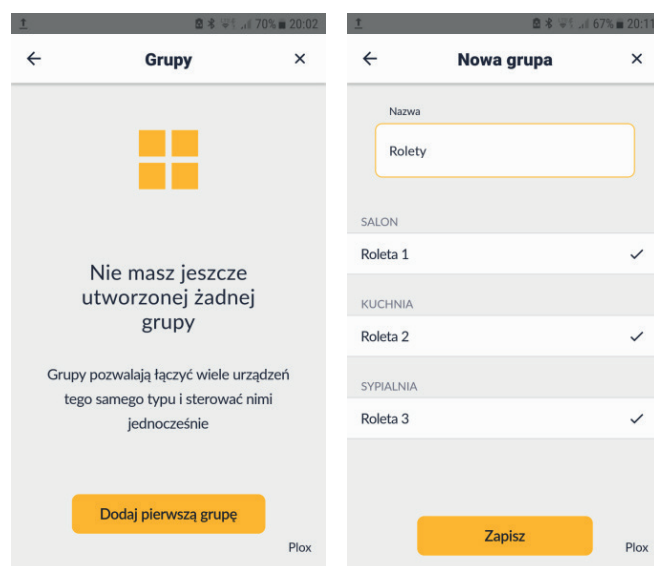 70% 20:02
Grupy
Nie masz jeszcze
utworzonej żadnej
grupy
Grupy pozwalają łączyć wiele urządzeń
tego samego typu i sterować nimi
jednocześnie
Dodaj pierwszą grupę
Plox
67% 20:11
Nowa grupa
Nazwa
Rolety
SALON
Roleta 1
KUCHNIA
Roleta 2
SYPIALNIA
Roleta 3
Zapisz
Plox